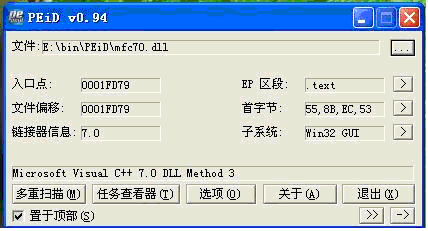 PEiD v0.94
文件: E:\bin\PEiD\mfc70.dll ...
入口点: 0001FD79 EP 区段: .text >
文件偏移: 0001FD79 首字节: 55,8B,EC,53 >
链接器信息: 7.0 子系统: Win32 GUI >
Microsoft Visual C++ 7.0 DLL Method 3
多重扫描(M) 任务查看器(T) 选项(O) 关于(A) 退出(X)
置于顶部(S) >> ->